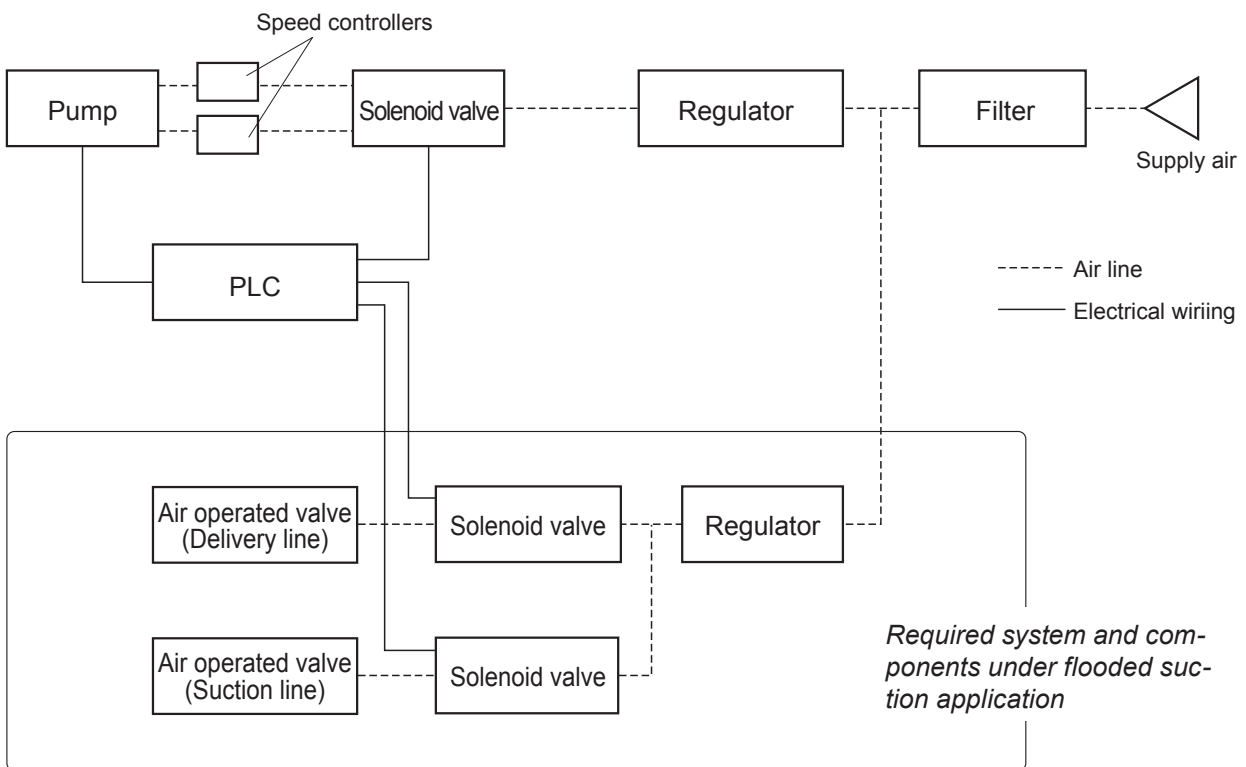 Speed controllers
Pump
Solenoid valve
Regulator
Filter
Supply air
PLC
Air line
Electrical wiriing
Air operated valve
(Delivery line)
Solenoid valve
Regulator
Air operated valve
(Suction line)
Solenoid valve
Required system and com-
ponents under flooded suc-
tion application